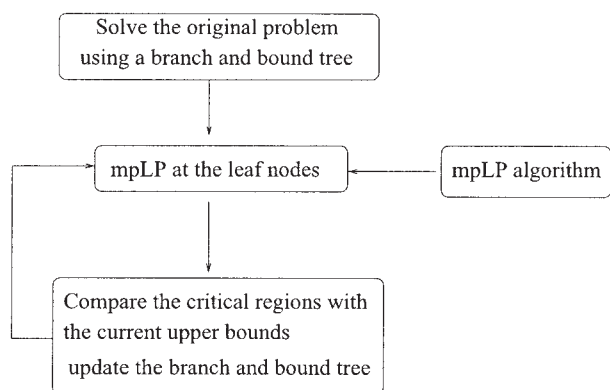 Solve the original problem
using a branch and bound tree
mpLP at the leaf nodes
mpLP algorithm
Compare the critical regions with
the current upper bounds
update the branch and bound tree